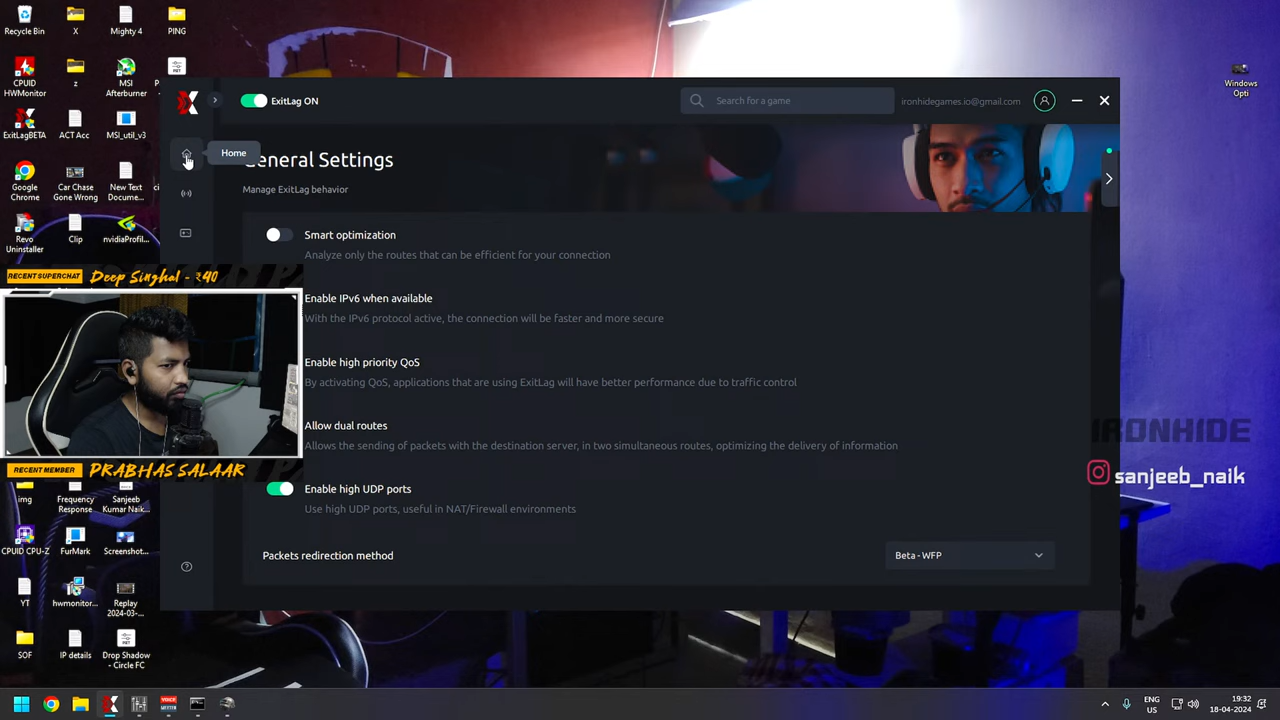 Recycle Bin
X
Mighty 4
PING
CPUID HWMonitor
z
MSI Afterburner
ExitLagBETA
ACT Acc
MSI_util_v3
Google Chrome
Car Chase Gone Wrong
New Text Docume...
Revo Uninstaller
Clip
nvidiaProfil...
Windows Opti
ExitLag ON
Search for a game
ironhidegames.io@gmail.com
Home
General Settings
Manage ExitLag behavior
Smart optimization
Analyze only the routes that can be efficient for your connection
Enable IPv6 when available
With the IPv6 protocol active, the connection will be faster and more secure
Enable high priority QoS
By activating QoS, applications that are using ExitLag will have better performance due to traffic control
Allow dual routes
Allows the sending of packets with the destination server, in two simultaneous routes, optimizing the delivery of information
Enable high UDP ports
Use high UDP ports, useful in NAT/Firewall environments
Packets redirection method
Beta - WFP
RECENT SUPERCHAT Deep Singhal - ₹40
RECENT MEMBER PRABHAS SALAAR
IRONHIDE
sanjeeb_naik
img
Frequency Response
Sanjeeb Kumar Naik...
CPUID CPU-Z
FurMark
Screenshot...
YT
hwmonitor...
Replay 2024-03-...
SOF
IP details
Drop Shadow - Circle FC
ENG US
19:32
18-04-2024